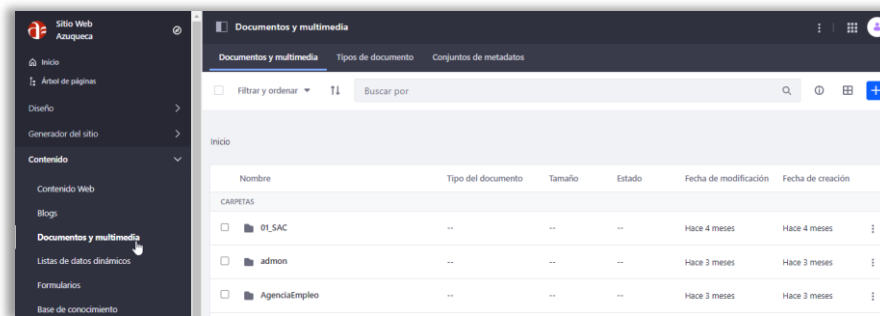 Sitio Web
Azuqueca
Inicio
Árbol de páginas
Diseño
Generador del sitio
Contenido
Contenido Web
Blogs
Documentos y multimedia
Listas de datos dinámicos
Formularios
Base de conocimiento
Documentos y multimedia
Documentos y multimedia Tipos de documento Conjuntos de metadatos
Filtrar y ordenar Buscar por
Inicio
Nombre Tipo del documento Tamaño Estado Fecha de modificación Fecha de creación
CARPETAS
01_SAC -- -- -- Hace 4 meses Hace 4 meses
admon -- -- -- Hace 3 meses Hace 3 meses
AgenciaEmpleo -- -- -- Hace 3 meses Hace 3 meses